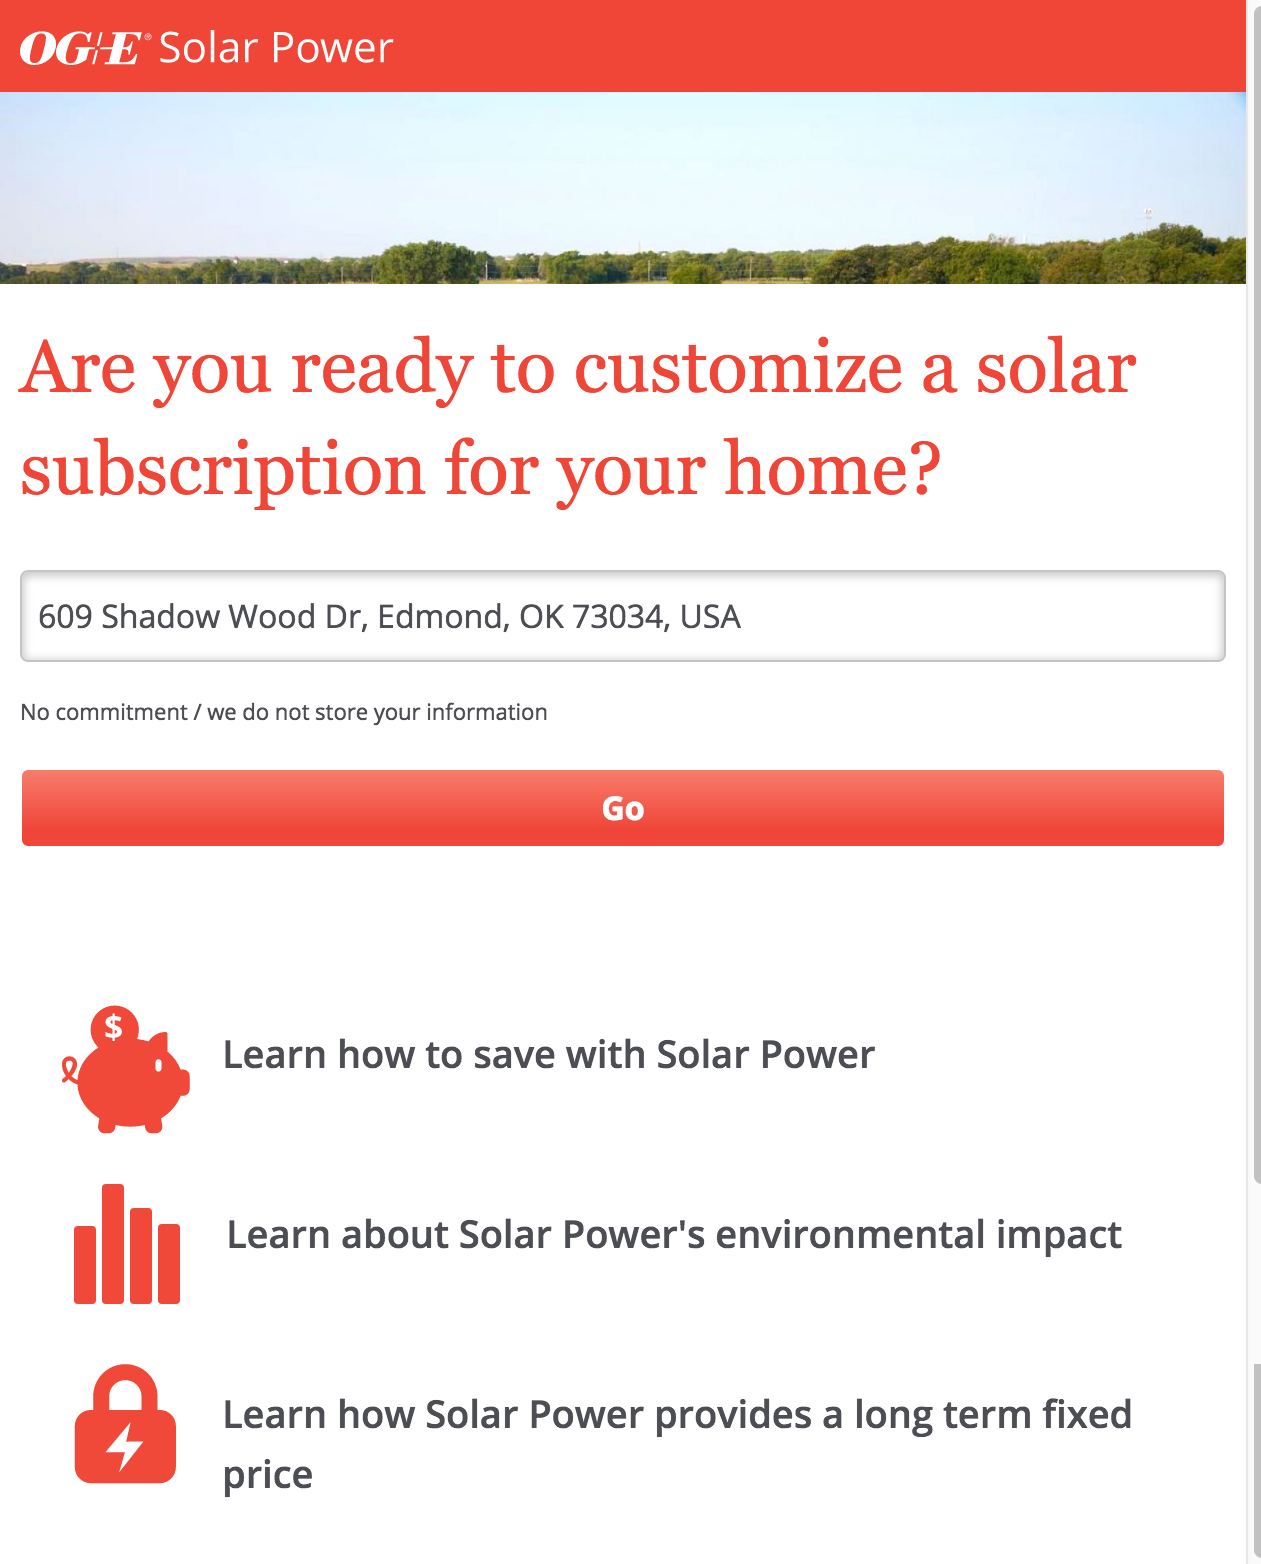 OG+E® Solar Power
Are you ready to customize a solar
subscription for your home?
609 Shadow Wood Dr, Edmond, OK 73034, USA
No commitment / we do not store your information
Go
$
Learn how to save with Solar Power
Learn about Solar Power's environmental impact
Learn how Solar Power provides a long term fixed
price